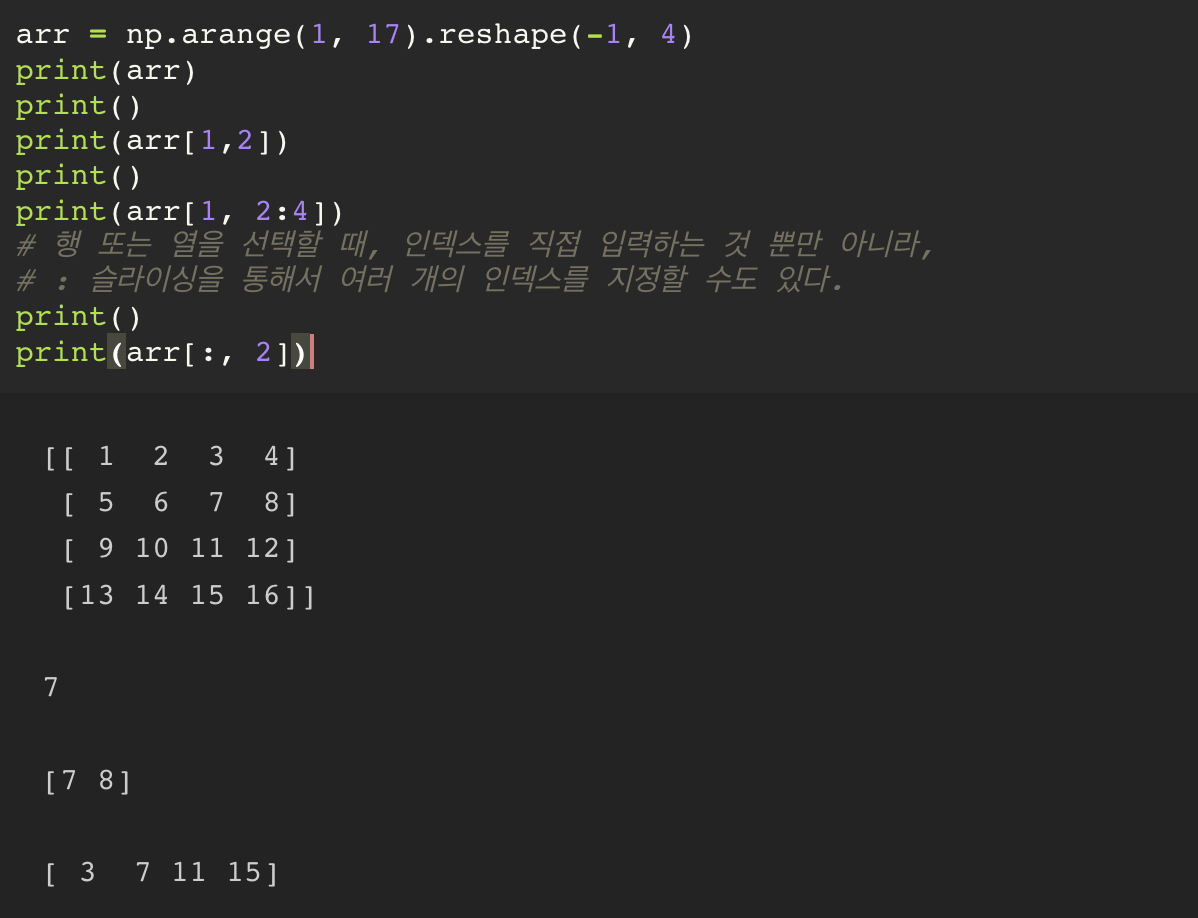 arr = np.arange(1, 17).reshape(-1, 4)
print(arr)
print()
print(arr[1,2])
print()
print(arr[1, 2:4])
# 행 또는 열을 선택할 때, 인덱스를 직접 입력하는 것 뿐만 아니라,
# : 슬라이싱을 통해서 여러 개의 인덱스를 지정할 수도 있다.
print()
print(arr[:, 2])
[[ 1  2  3  4]
 [ 5  6  7  8]
 [ 9 10 11 12]
 [13 14 15 16]]
7
[7 8]
[ 3  7 11 15]